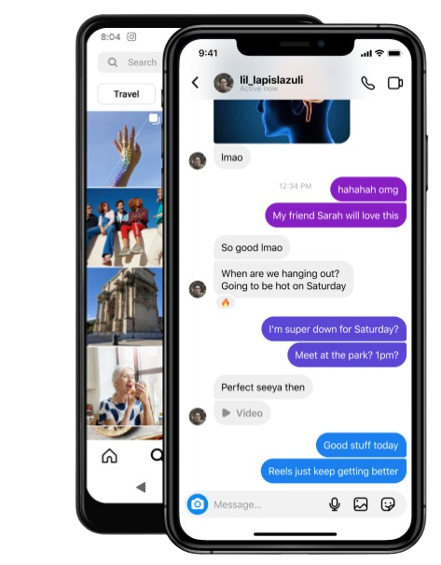 8:04
Search
Travel
9:41
lil_lapislazuli
Active now
lmao
12:34 PM
hahahah omg
My friend Sarah will love this
So good lmao
When are we hanging out?
Going to be hot on Saturday
I'm super down for Saturday?
Meet at the park? 1pm?
Perfect seeya then
Video
Good stuff today
Reels just keep getting better
Message...